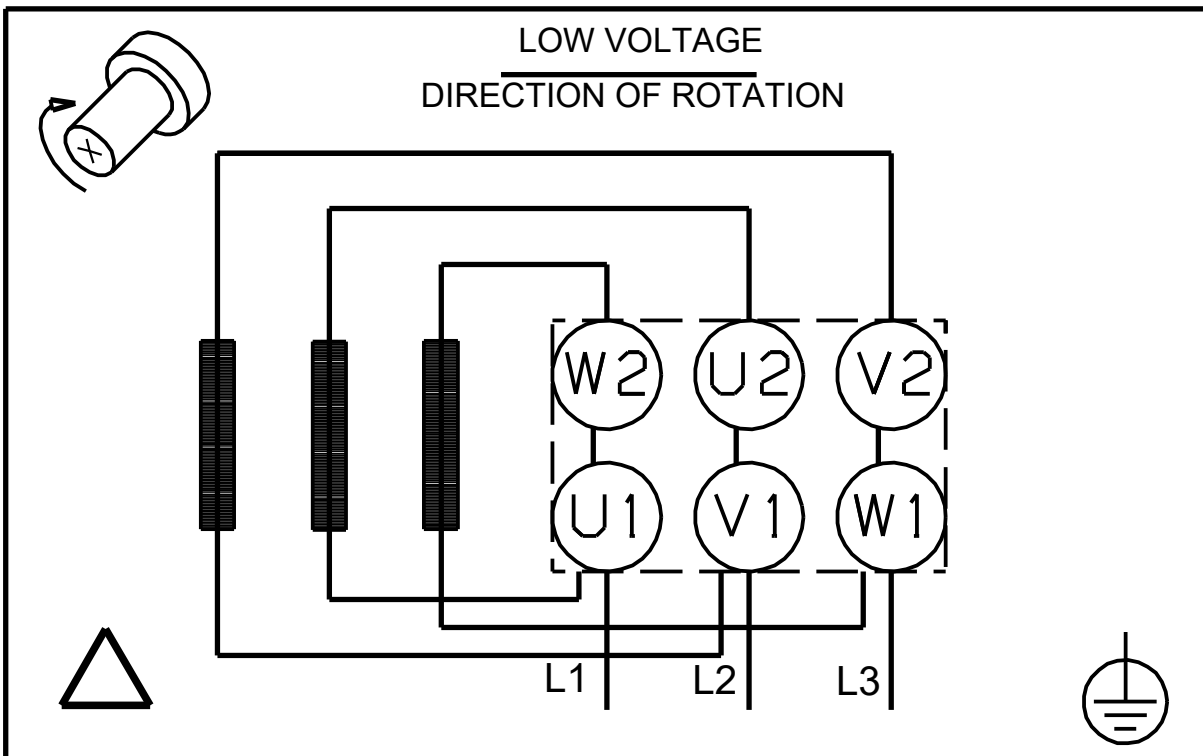 LOW VOLTAGE
DIRECTION OF ROTATION
W2 U2 V2
U1 V1 W1
L1 L2 L3